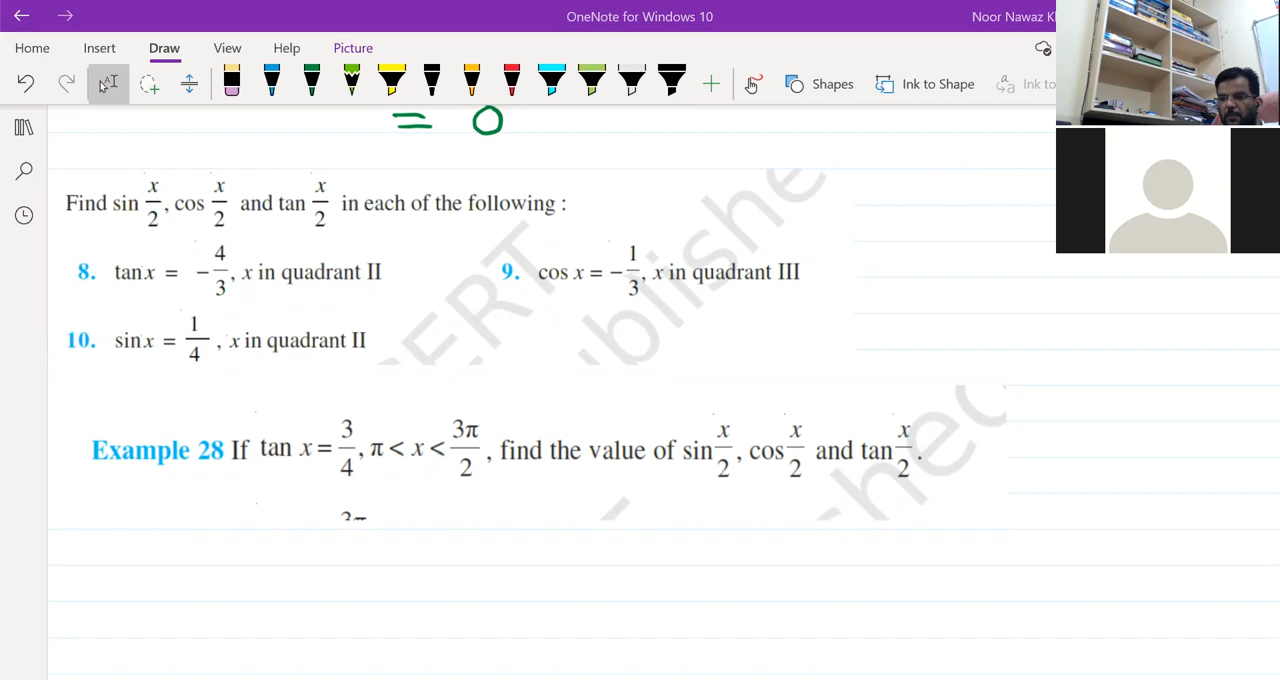 OneNote for Windows 10
Noor Nawaz Kh
Home Insert Draw View Help Picture
Shapes Ink to Shape Ink to
= 0
Find sin x/2, cos x/2 and tan x/2 in each of the following :
8. tan x = −4/3, x in quadrant II
9. cos x = −1/3, x in quadrant III
10. sin x = 1/4, x in quadrant II
Example 28 If tan x = 3/4, π < x < 3π/2, find the value of sin x/2, cos x/2 and tan x/2.